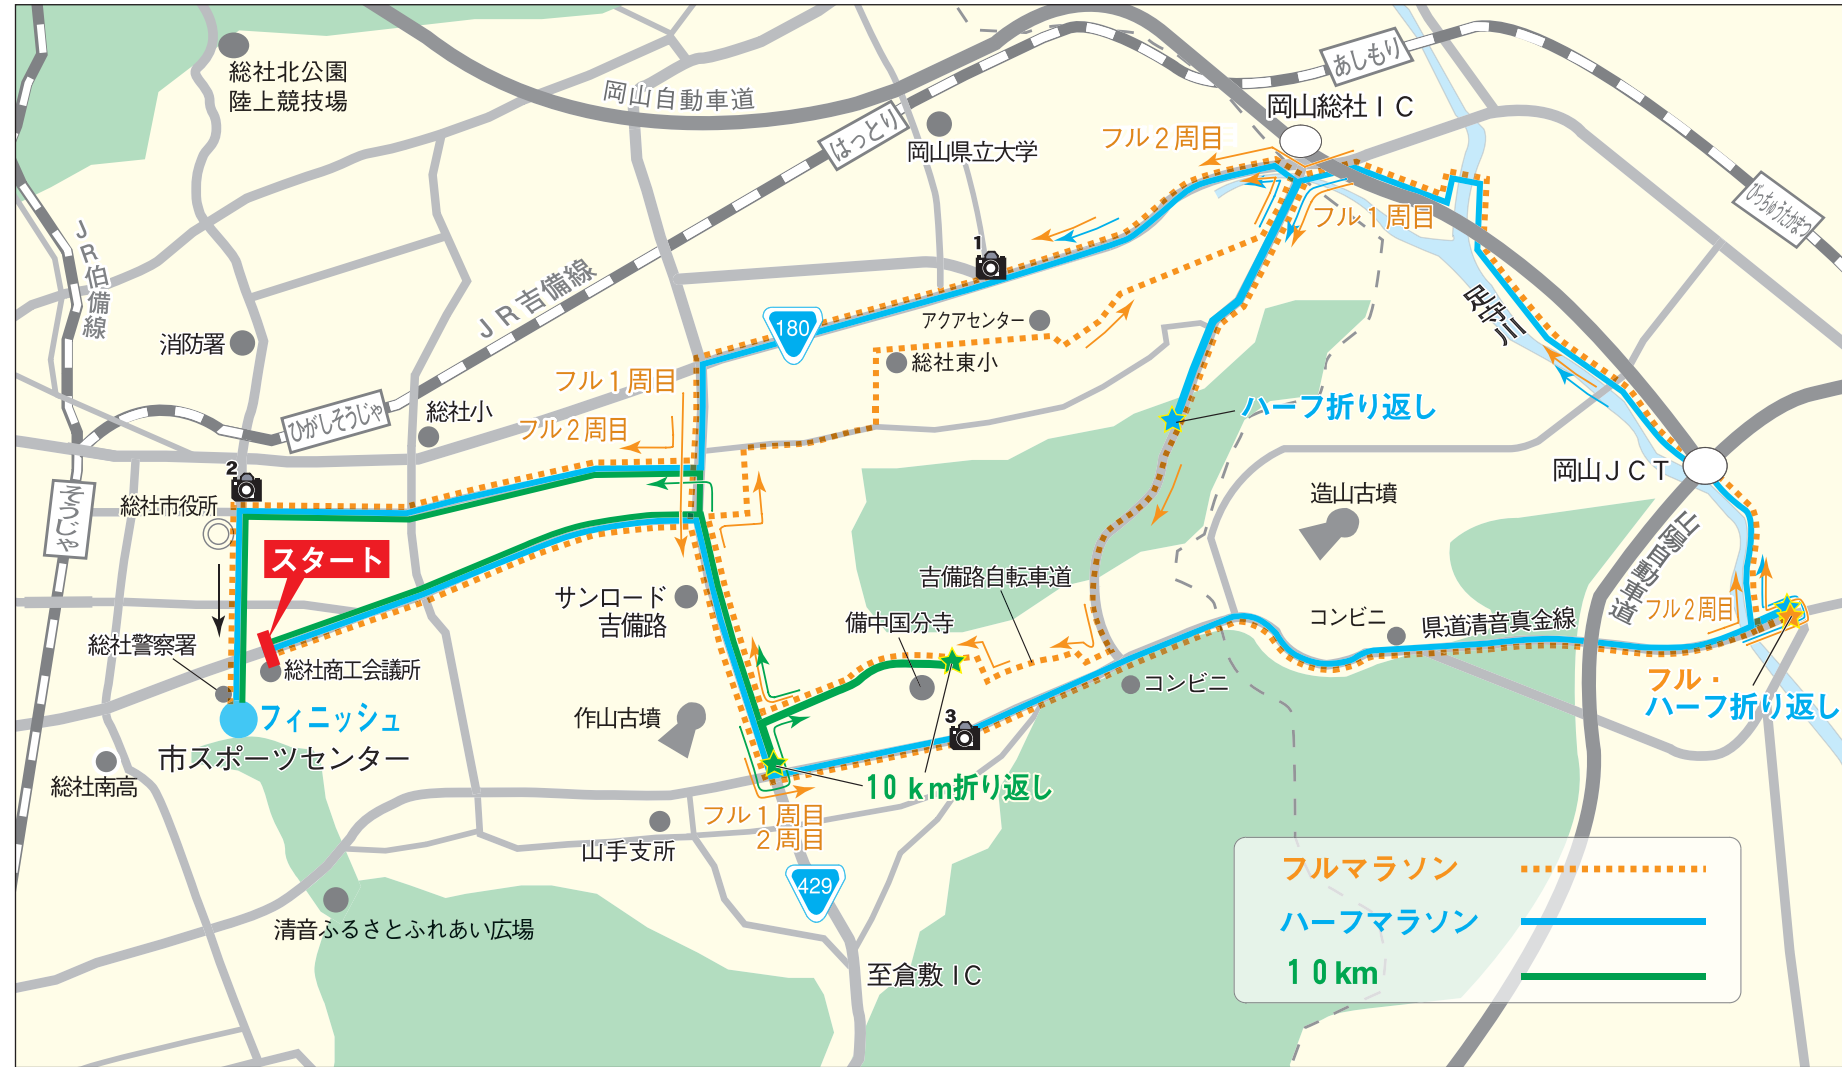 総社北公園
陸上競技場
岡山自動車道
はっとり
岡山県立大学
あしもり
岡山総社ＩＣ
フル２周目
びっちゅうたかまつ
フル１周目
ＪＲ伯備線
ＪＲ吉備線
1
足守川
消防署
180
アクアセンター
総社東小
フル１周目
ひがしそうじゃ
総社小
フル２周目
ハーフ折り返し
岡山ＪＣＴ
2
総社市役所
そうじゃ
造山古墳
山陽自動車道
スタート
サンロード
吉備路
吉備路自転車道
備中国分寺
コンビニ
県道清音真金線
フル２周目
総社警察署
総社商工会議所
フル・
ハーフ折り返し
コンビニ
フィニッシュ
市スポーツセンター
作山古墳
3
総社南高
10 km折り返し
フル１周目
２周目
山手支所
429
清音ふるさとふれあい広場
至倉敷ＩＣ
フルマラソン
ハーフマラソン
１０km